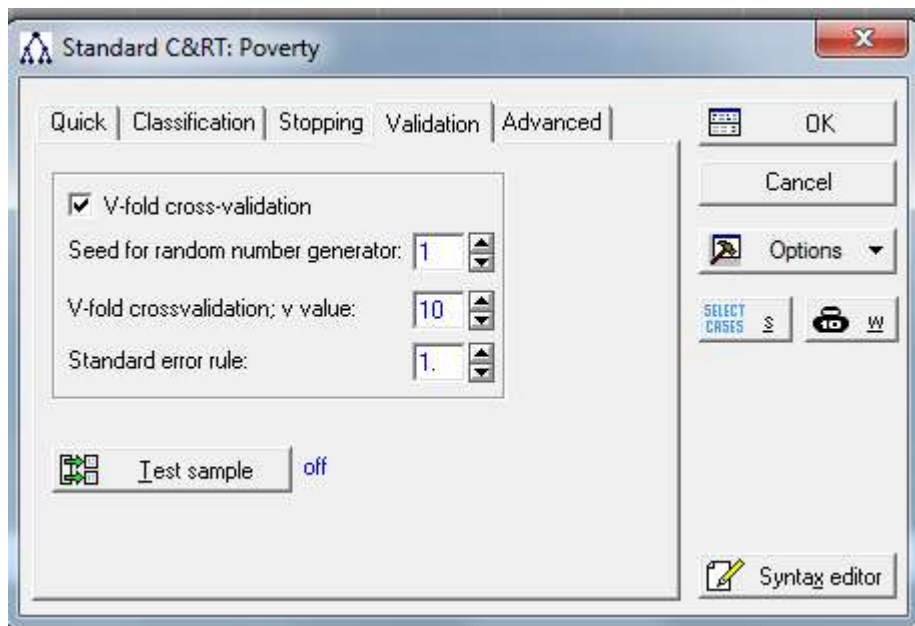 Standard C&RT: Poverty
Quick Classification Stopping Validation Advanced
V-fold cross-validation
Seed for random number generator: 1
V-fold crossvalidation; v value: 10
Standard error rule: 1.
Test sample off
OK
Cancel
Options
SELECT
CASES S
W
Syntax editor